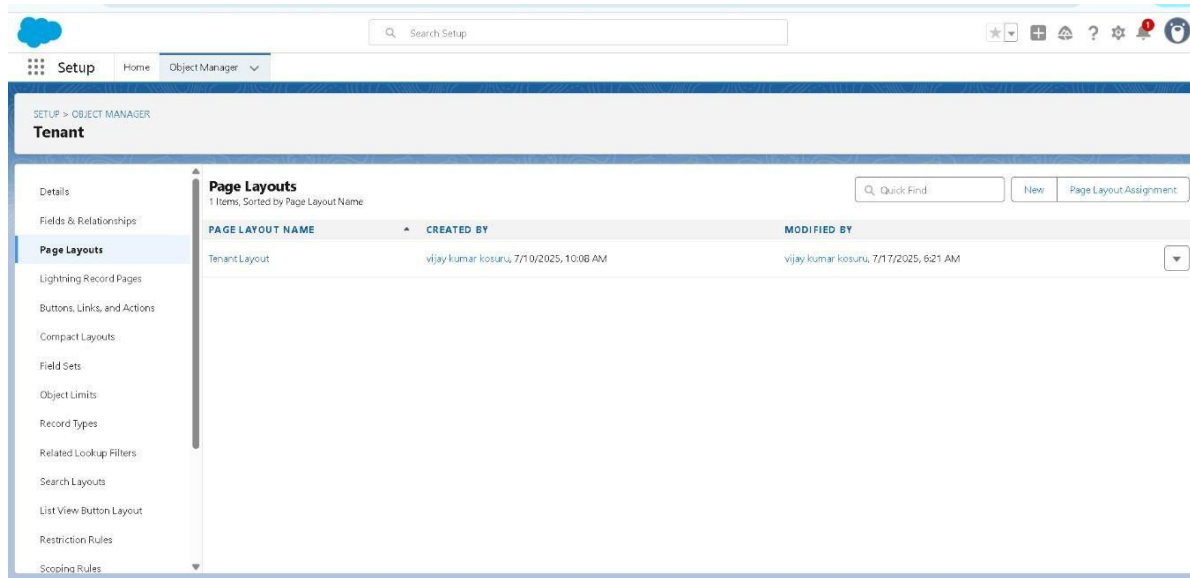 Search Setup
1
Setup Home Object Manager
SETUP > OBJECT MANAGER
Tenant
Details
Fields & Relationships
Page Layouts
Lightning Record Pages
Buttons, Links, and Actions
Compact Layouts
Field Sets
Object Limits
Record Types
Related Lookup Filters
Search Layouts
List View Button Layout
Restriction Rules
Scoping Rules
Page Layouts
1 Items, Sorted by Page Layout Name
Quick Find New Page Layout Assignment
PAGE LAYOUT NAME CREATED BY MODIFIED BY
Tenant Layout vijay kumar kosuru, 7/10/2025, 10:08 AM vijay kumar kosuru, 7/17/2025, 6:21 AM